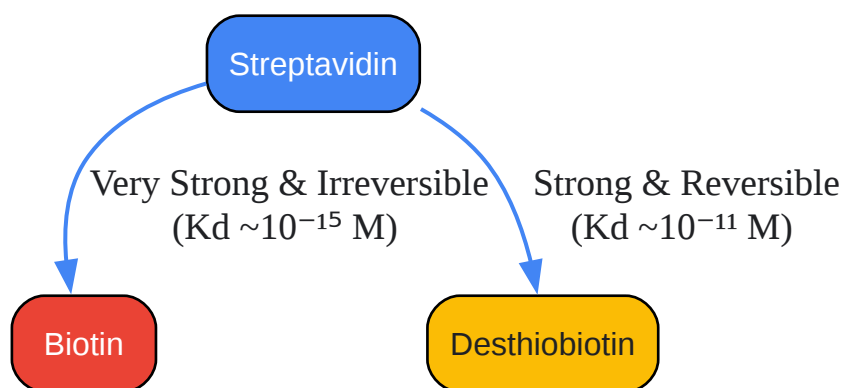 Streptavidin
Very Strong & Irreversible
(Kd ~10⁻¹⁵ M)
Strong & Reversible
(Kd ~10⁻¹¹ M)
Biotin
Desthiobiotin